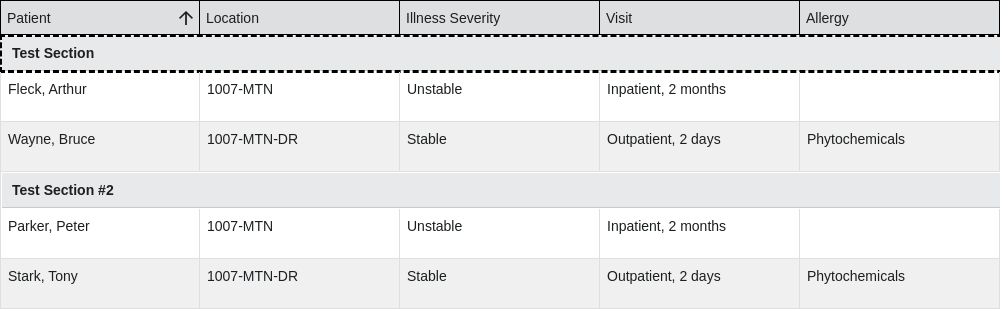 Patient Location Illness Severity Visit Allergy
Test Section
Fleck, Arthur 1007-MTN Unstable Inpatient, 2 months
Wayne, Bruce 1007-MTN-DR Stable Outpatient, 2 days Phytochemicals
Test Section #2
Parker, Peter 1007-MTN Unstable Inpatient, 2 months
Stark, Tony 1007-MTN-DR Stable Outpatient, 2 days Phytochemicals